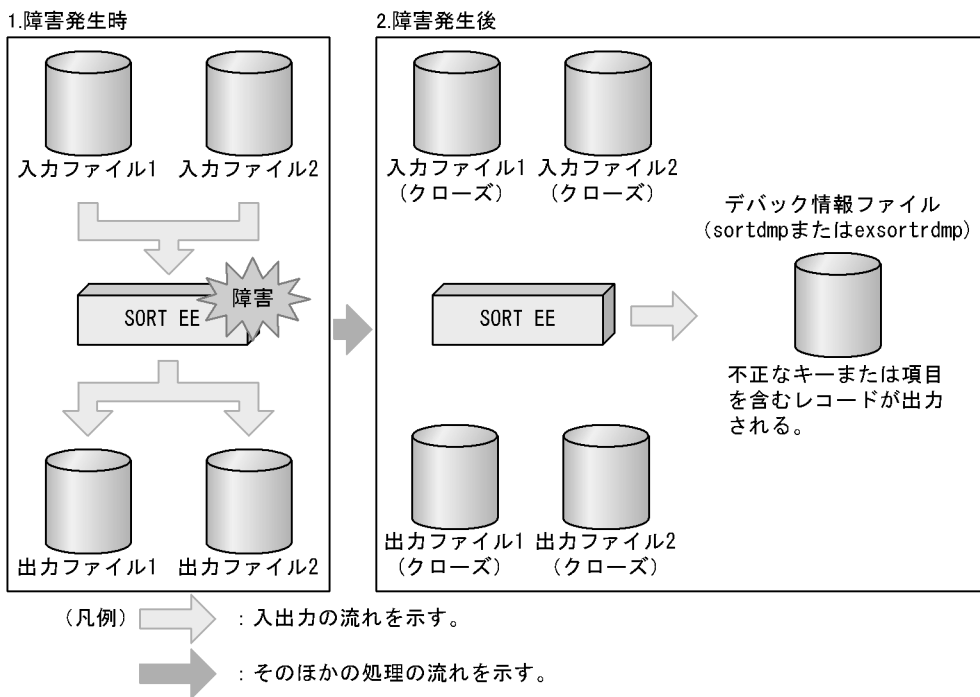 1.障害発生時
入力ファイル1
入力ファイル2
SORT EE
障害
出力ファイル1
出力ファイル2
2.障害発生後
入力ファイル1
(クローズ)
入力ファイル2
(クローズ)
デバック情報ファイル
(sortdmpまたはexsortrdmp)
SORT EE
不正なキーまたは項目
を含むレコードが出力
される。
出力ファイル1
(クローズ)
出力ファイル2
(クローズ)
(凡例)
:入出力の流れを示す。
:そのほかの処理の流れを示す。